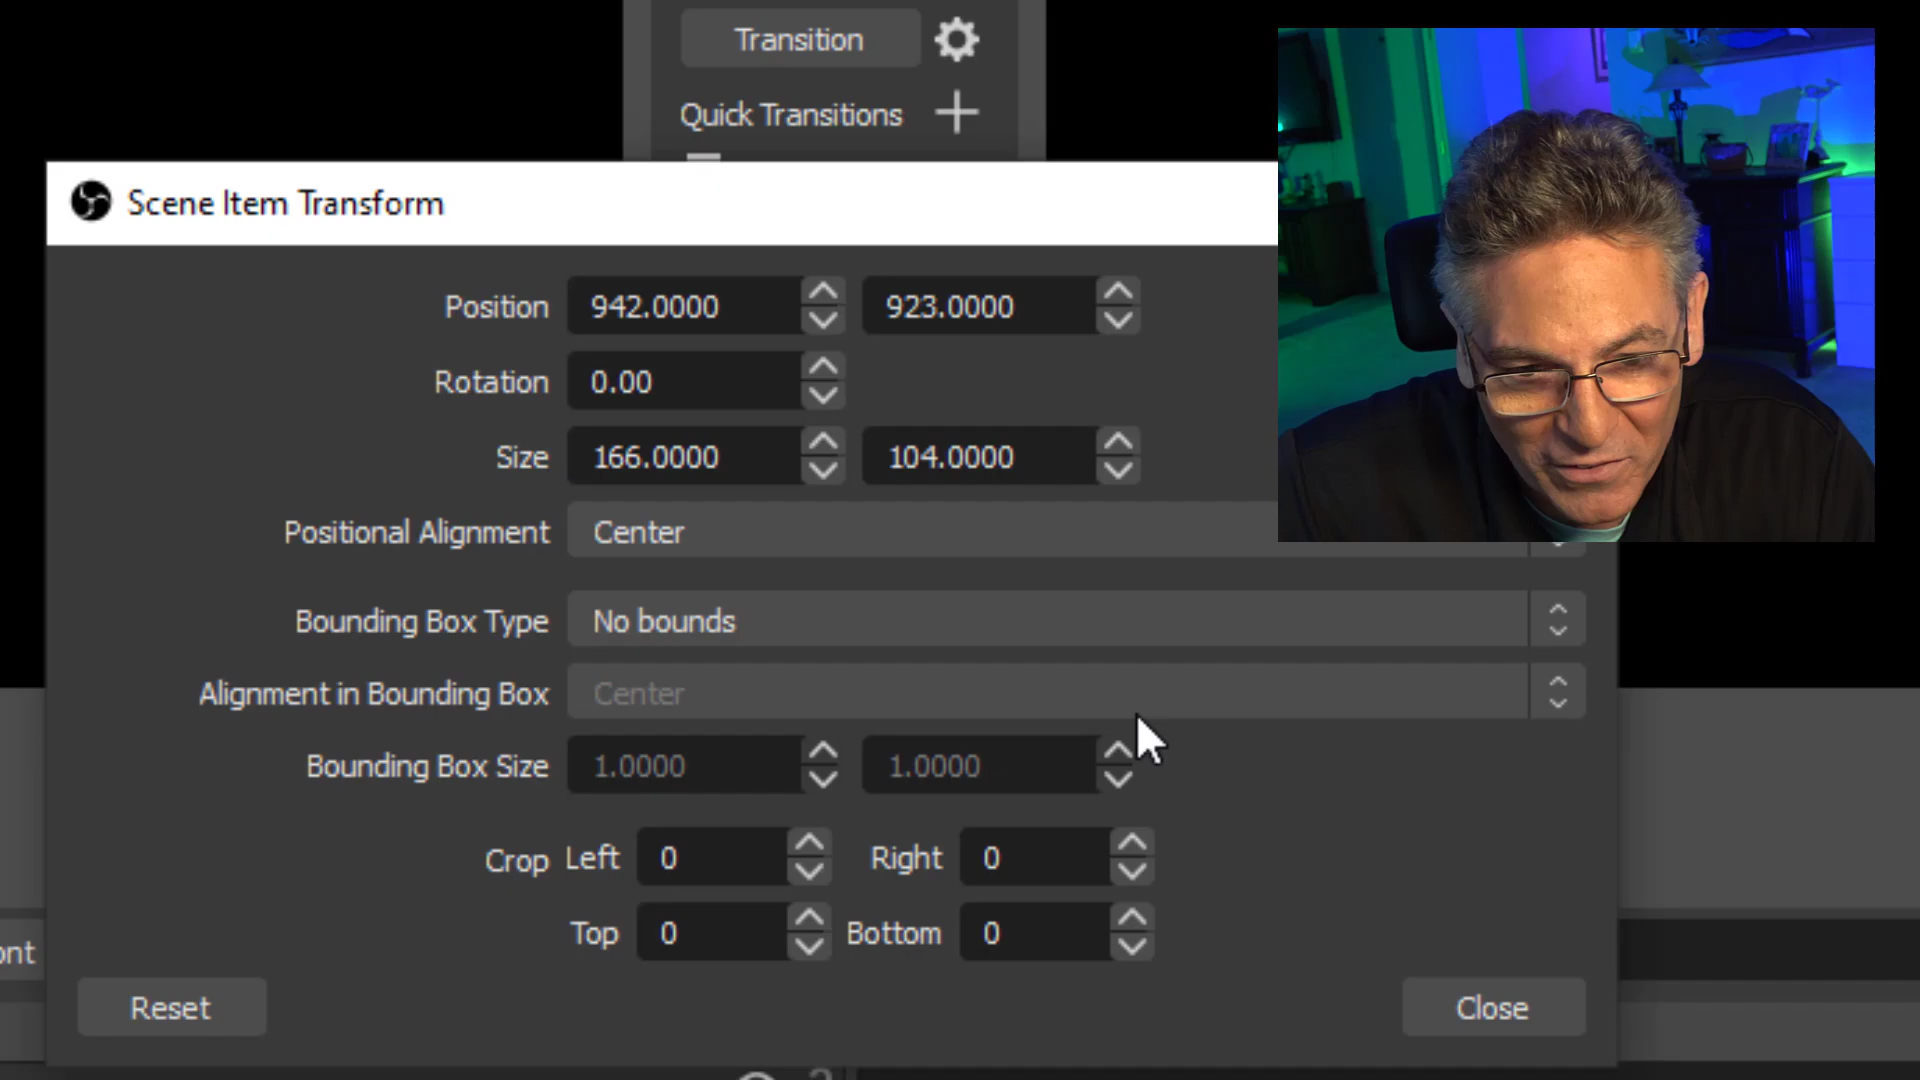 Transition
Quick Transitions
Scene Item Transform
Position 942.0000 923.0000
Rotation 0.00
Size 166.0000 104.0000
Positional Alignment Center
Bounding Box Type No bounds
Alignment in Bounding Box Center
Bounding Box Size 1.0000 1.0000
Crop Left 0 Right 0
Top 0 Bottom 0
ont
Reset Close